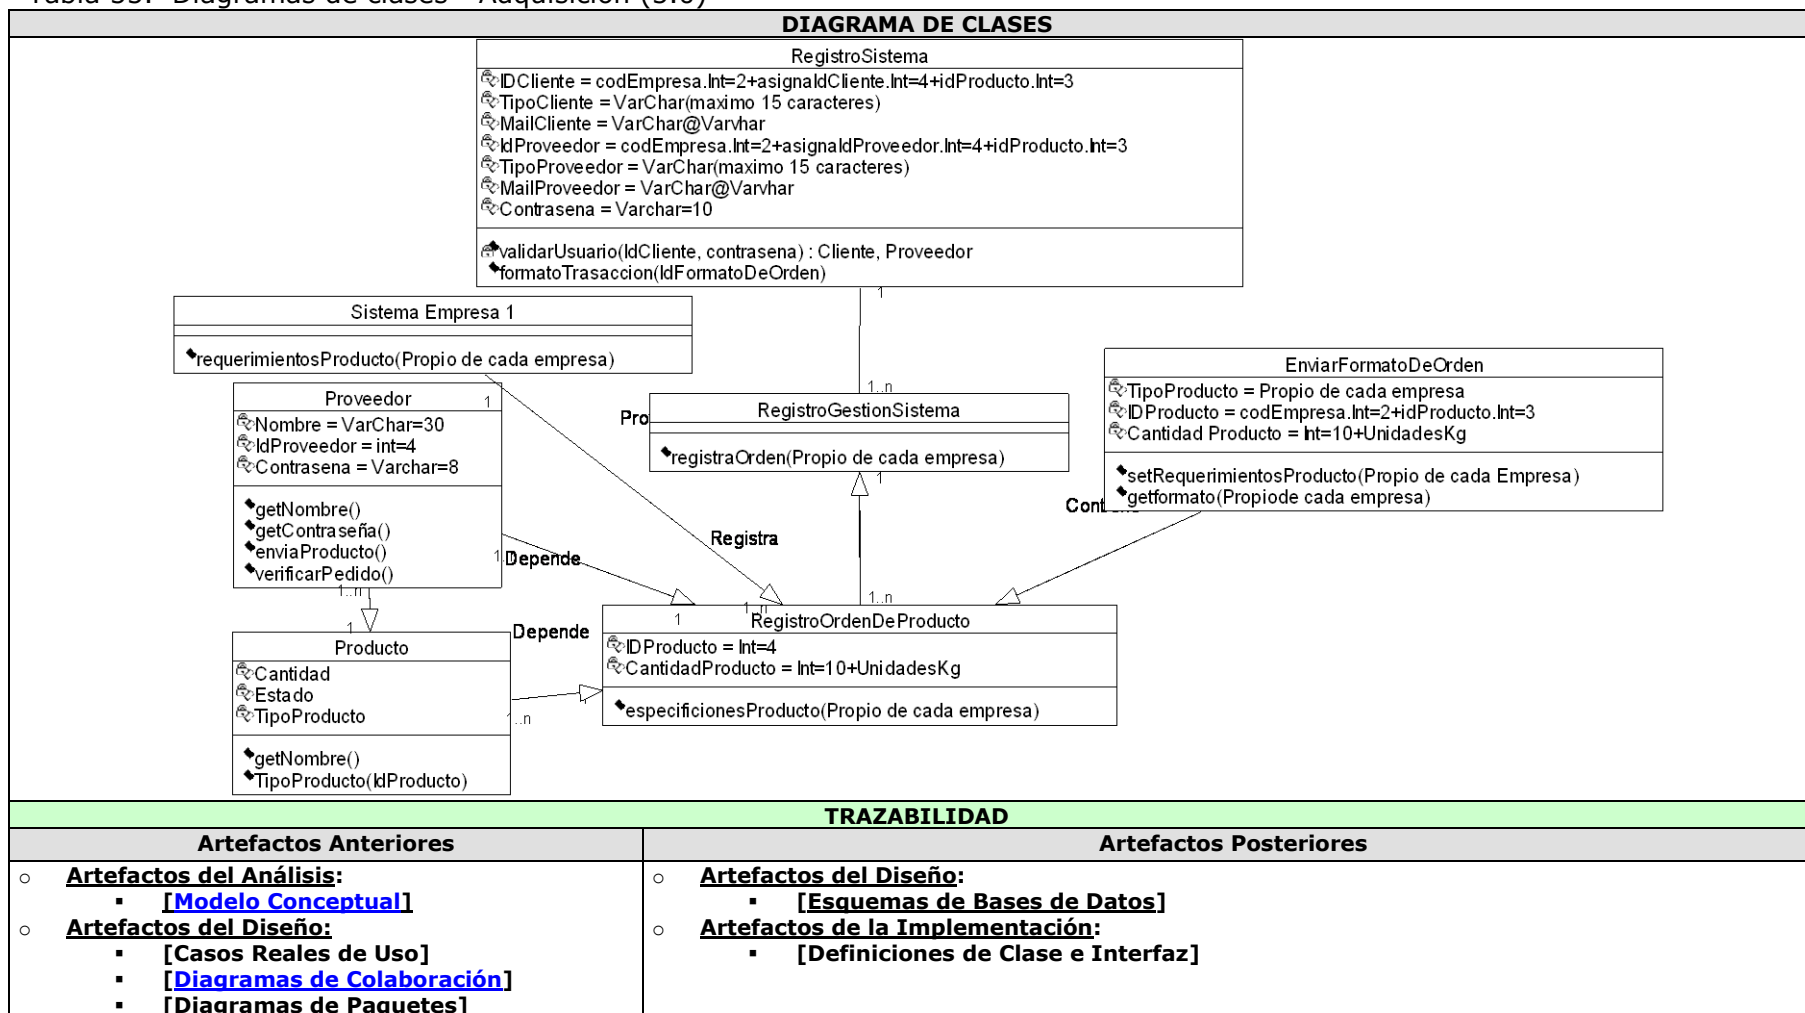 DIAGRAMA DE CLASES
RegistroSistema
IDCliente = codEmpresa.Int=2+asignaIdCliente.Int=4+idProducto.Int=3
TipoCliente = VarChar(maximo 15 caracteres)
MailCliente = VarChar@Varvhar
IdProveedor = codEmpresa.Int=2+asignaIdProveedor.Int=4+idProducto.Int=3
TipoProveedor = VarChar(maximo 15 caracteres)
MailProveedor = VarChar@Varvhar
Contrasena = Varchar=10
validarUsuario(IdCliente, contrasena) : Cliente, Proveedor
formatoTrasaccion(IdFormatoDeOrden)
1
Sistema Empresa 1
requerimientosProducto(Propio de cada empresa)
1
Proveedor
Nombre = VarChar=30
IdProveedor = int=4
Contrasena = Varchar=8
getNombre()
getContraseña()
enviaProducto()
verificarPedido()
1..n
1..n
Pro
RegistroGestionSistema
registraOrden(Propio de cada empresa)
1
EnviarFormatoDeOrden
TipoProducto = Propio de cada empresa
IDProducto = codEmpresa.Int=2+idProducto.Int=3
Cantidad Producto = Int=10+UnidadesKg
setRequerimientosProducto(Propio de cada Empresa)
getformato(Propiode cada empresa)
Registra
1
Depende
1..n
1..n
1
1
Producto
Cantidad
Estado
TipoProducto
getNombre()
TipoProducto(IdProducto)
Depende
1..n
RegistroOrdenDeProducto
IDProducto = Int=4
CantidadProducto = Int=10+UnidadesKg
especificionesProducto(Propio de cada empresa)
TRAZABILIDAD
Artefactos Anteriores
Artefactos Posteriores
o Artefactos del Análisis:
▪ [Modelo Conceptual]
o Artefactos del Diseño:
▪ [Casos Reales de Uso]
▪ [Diagramas de Colaboración]
▪ [Diagramas de Paquetes]
o Artefactos del Diseño:
▪ [Esquemas de Bases de Datos]
o Artefactos de la Implementación:
▪ [Definiciones de Clase e Interfaz]